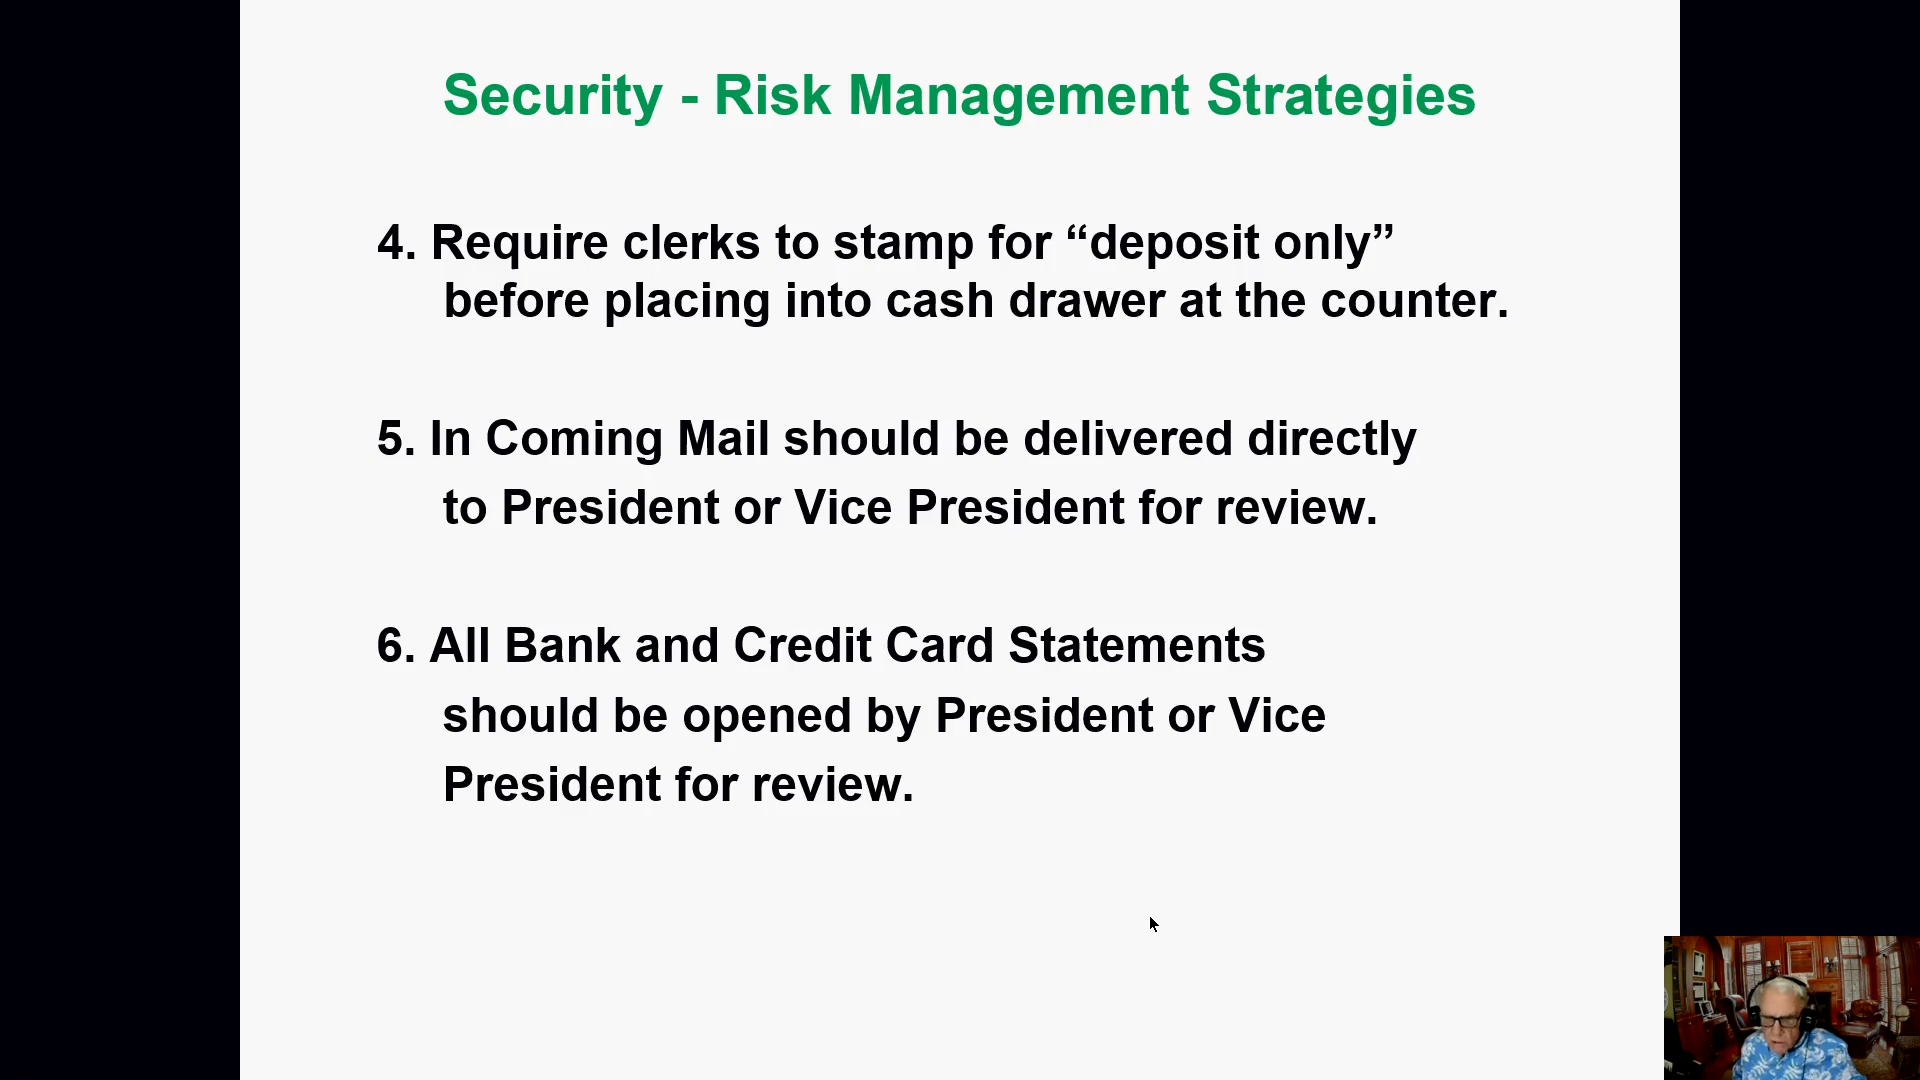 Security - Risk Management Strategies
4. Require clerks to stamp for “deposit only”
before placing into cash drawer at the counter.
5. In Coming Mail should be delivered directly
to President or Vice President for review.
6. All Bank and Credit Card Statements
should be opened by President or Vice
President for review.